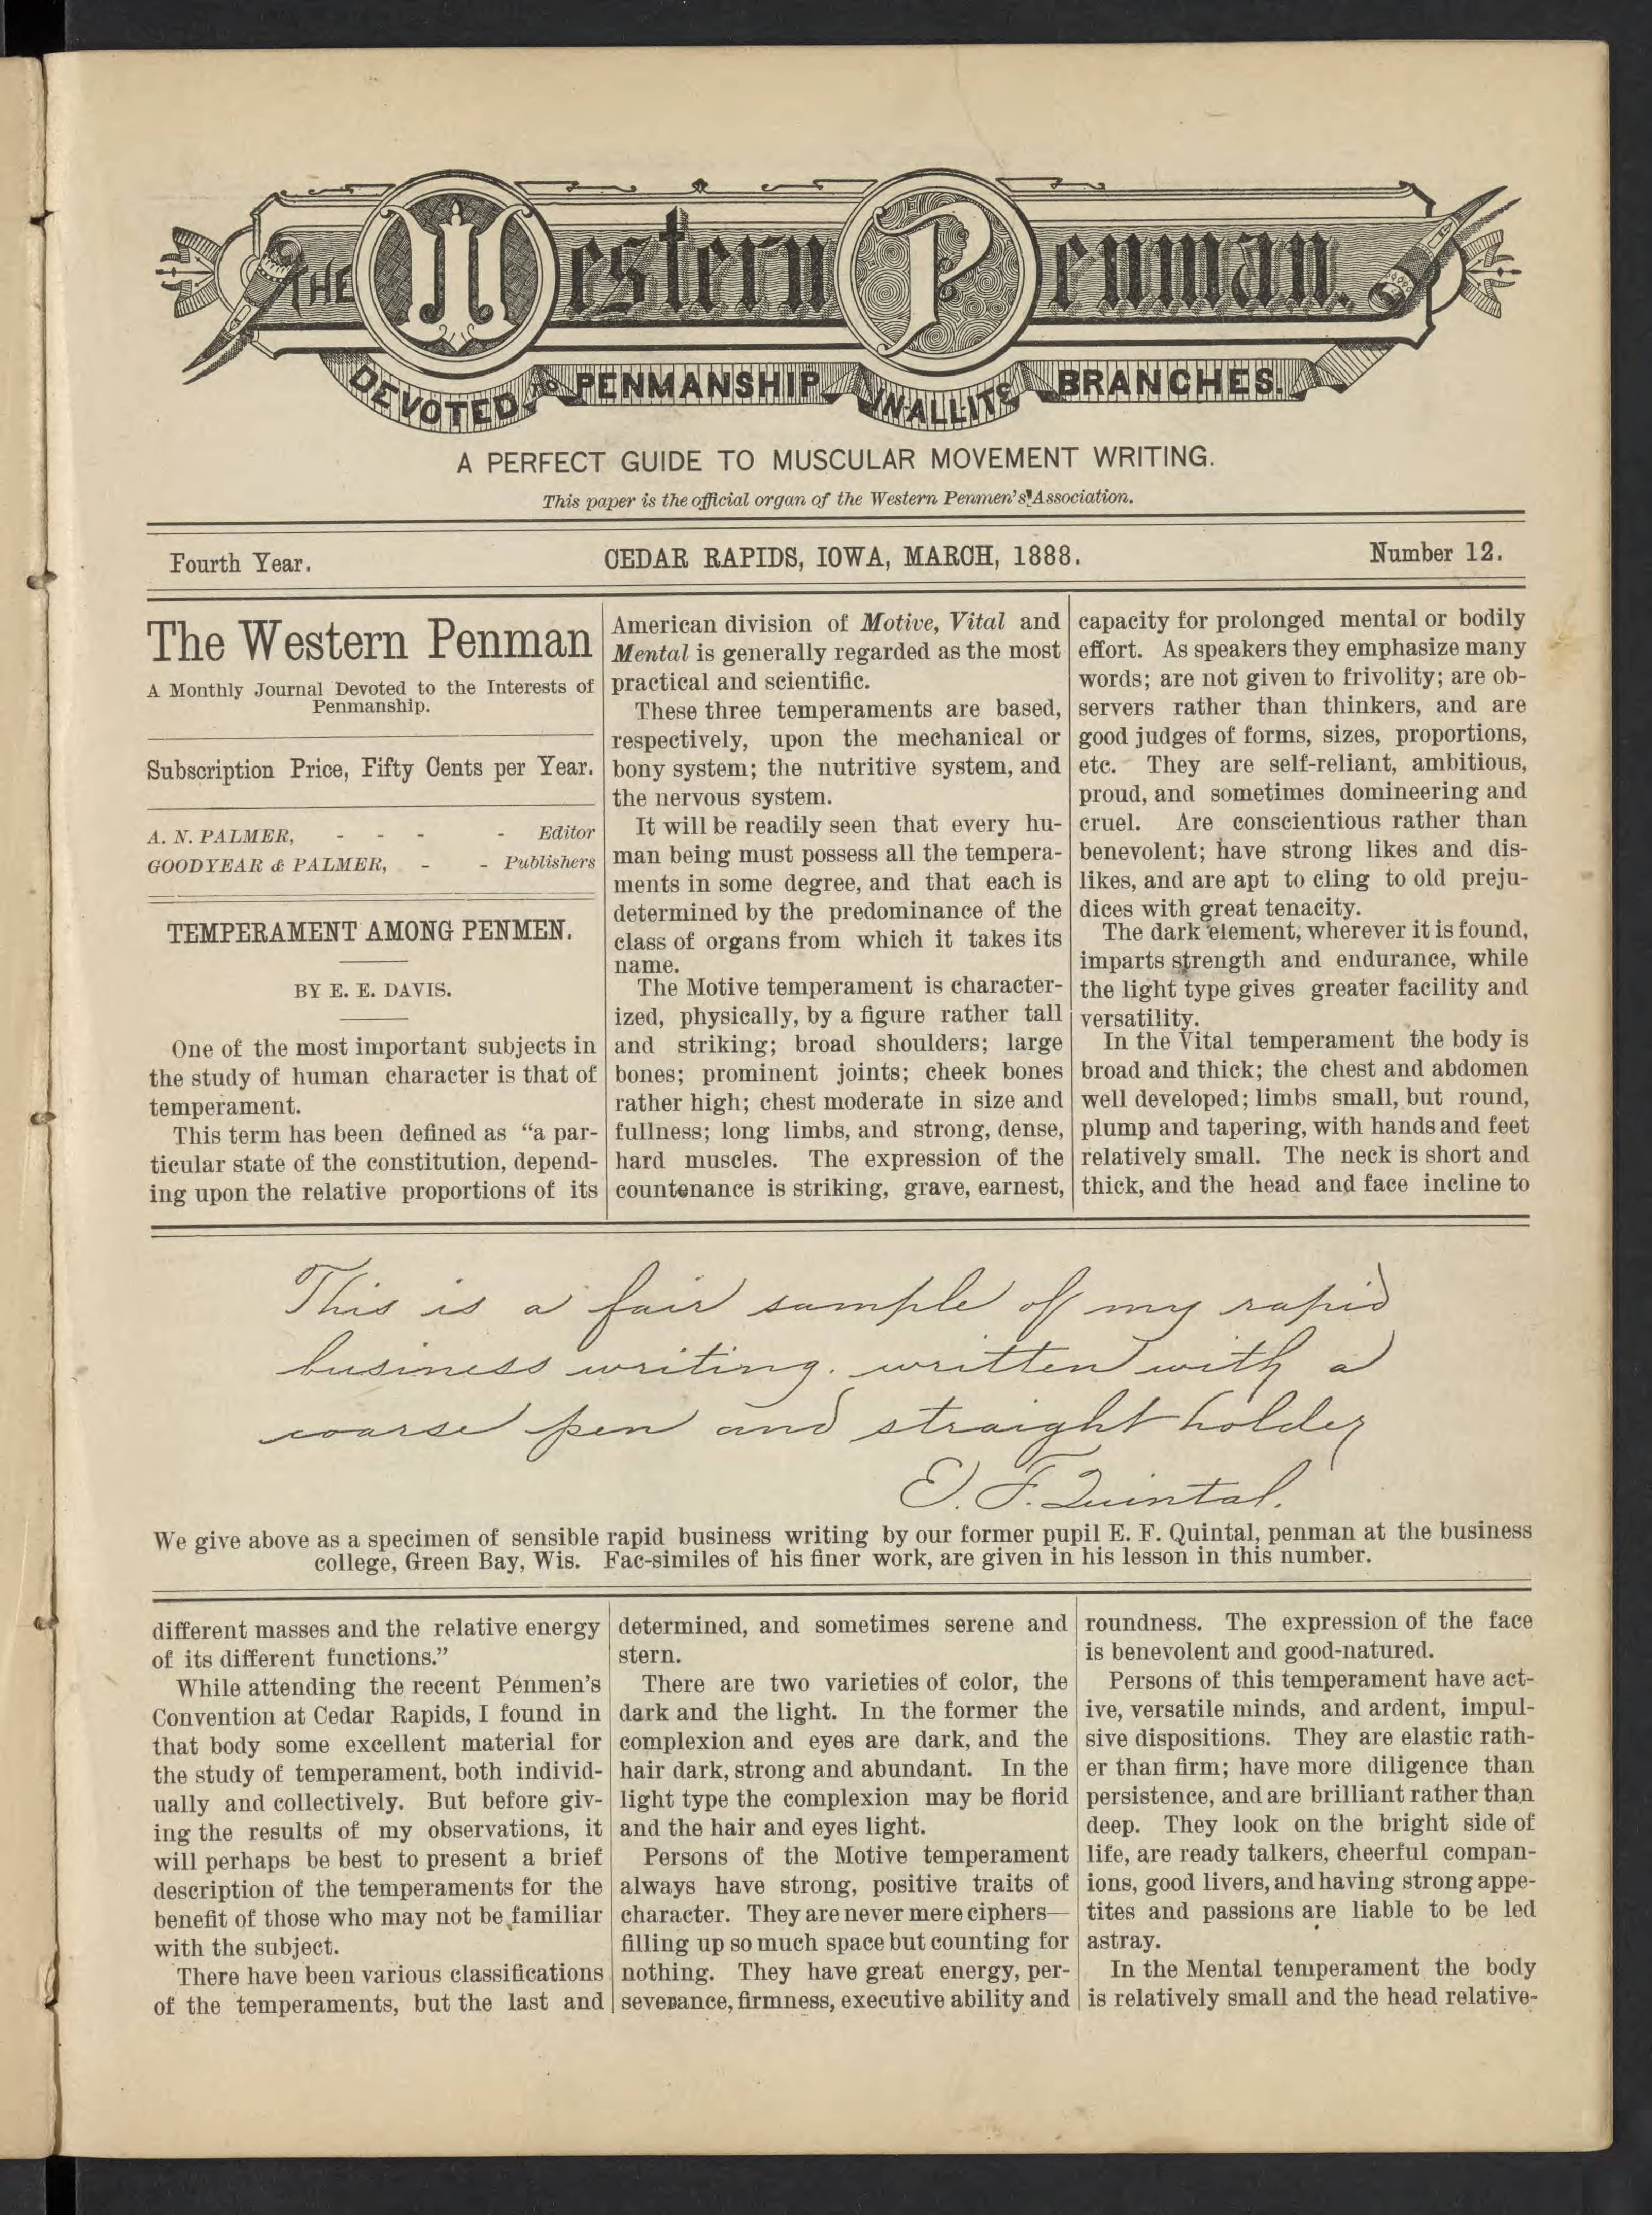 THE Western Penman.
DEVOTED TO PENMANSHIP IN ALL ITS BRANCHES.
A PERFECT GUIDE TO MUSCULAR MOVEMENT WRITING.
This paper is the official organ of the Western Penmen's Association.
Fourth Year. CEDAR RAPIDS, IOWA, MARCH, 1888. Number 12.
The Western Penman
A Monthly Journal Devoted to the Interests of
Penmanship.
Subscription Price, Fifty Cents per Year.
A. N. PALMER, - - - - Editor
GOODYEAR & PALMER, - - Publishers
TEMPERAMENT AMONG PENMEN.
BY E. E. DAVIS.
One of the most important subjects in
the study of human character is that of
temperament.
This term has been defined as “a par-
ticular state of the constitution, depend-
ing upon the relative proportions of its
different masses and the relative energy
of its different functions.”
While attending the recent Penmen's
Convention at Cedar Rapids, I found in
that body some excellent material for
the study of temperament, both individ-
ually and collectively. But before giv-
ing the results of my observations, it
will perhaps be best to present a brief
description of the temperaments for the
benefit of those who may not be familiar
with the subject.
There have been various classifications
of the temperaments, but the last and
American division of Motive, Vital and
Mental is generally regarded as the most
practical and scientific.
These three temperaments are based,
respectively, upon the mechanical or
bony system; the nutritive system, and
the nervous system.
It will be readily seen that every hu-
man being must possess all the tempera-
ments in some degree, and that each is
determined by the predominance of the
class of organs from which it takes its
name.
The Motive temperament is character-
ized, physically, by a figure rather tall
and striking; broad shoulders; large
bones; prominent joints; cheek bones
rather high; chest moderate in size and
fullness; long limbs, and strong, dense,
hard muscles. The expression of the
countenance is striking, grave, earnest,
determined, and sometimes serene and
stern.
There are two varieties of color, the
dark and the light. In the former the
complexion and eyes are dark, and the
hair dark, strong and abundant. In the
light type the complexion may be florid
and the hair and eyes light.
Persons of the Motive temperament
always have strong, positive traits of
character. They are never mere ciphers—
filling up so much space but counting for
nothing. They have great energy, per-
severance, firmness, executive ability and
capacity for prolonged mental or bodily
effort. As speakers they emphasize many
words; are not given to frivolity; are ob-
servers rather than thinkers, and are
good judges of forms, sizes, proportions,
etc. They are self-reliant, ambitious,
proud, and sometimes domineering and
cruel. Are conscientious rather than
benevolent; have strong likes and dis-
likes, and are apt to cling to old preju-
dices with great tenacity.
The dark element, wherever it is found,
imparts strength and endurance, while
the light type gives greater facility and
versatility.
In the Vital temperament the body is
broad and thick; the chest and abdomen
well developed; limbs small, but round,
plump and tapering, with hands and feet
relatively small. The neck is short and
thick, and the head and face incline to
roundness. The expression of the face
is benevolent and good-natured.
Persons of this temperament have act-
ive, versatile minds, and ardent, impul-
sive dispositions. They are elastic rath-
er than firm; have more diligence than
persistence, and are brilliant rather than
deep. They look on the bright side of
life, are ready talkers, cheerful compan-
ions, good livers, and having strong appe-
tites and passions are liable to be led
astray.
In the Mental temperament the body
is relatively small and the head relative-
This is a fair sample of my rapid
business writing. written with a
coarse pen and straight holder
E. F. Quintal.
We give above as a specimen of sensible rapid business writing by our former pupil E. F. Quintal, penman at the business
college, Green Bay, Wis. Fac-similes of his finer work, are given in his lesson in this number.